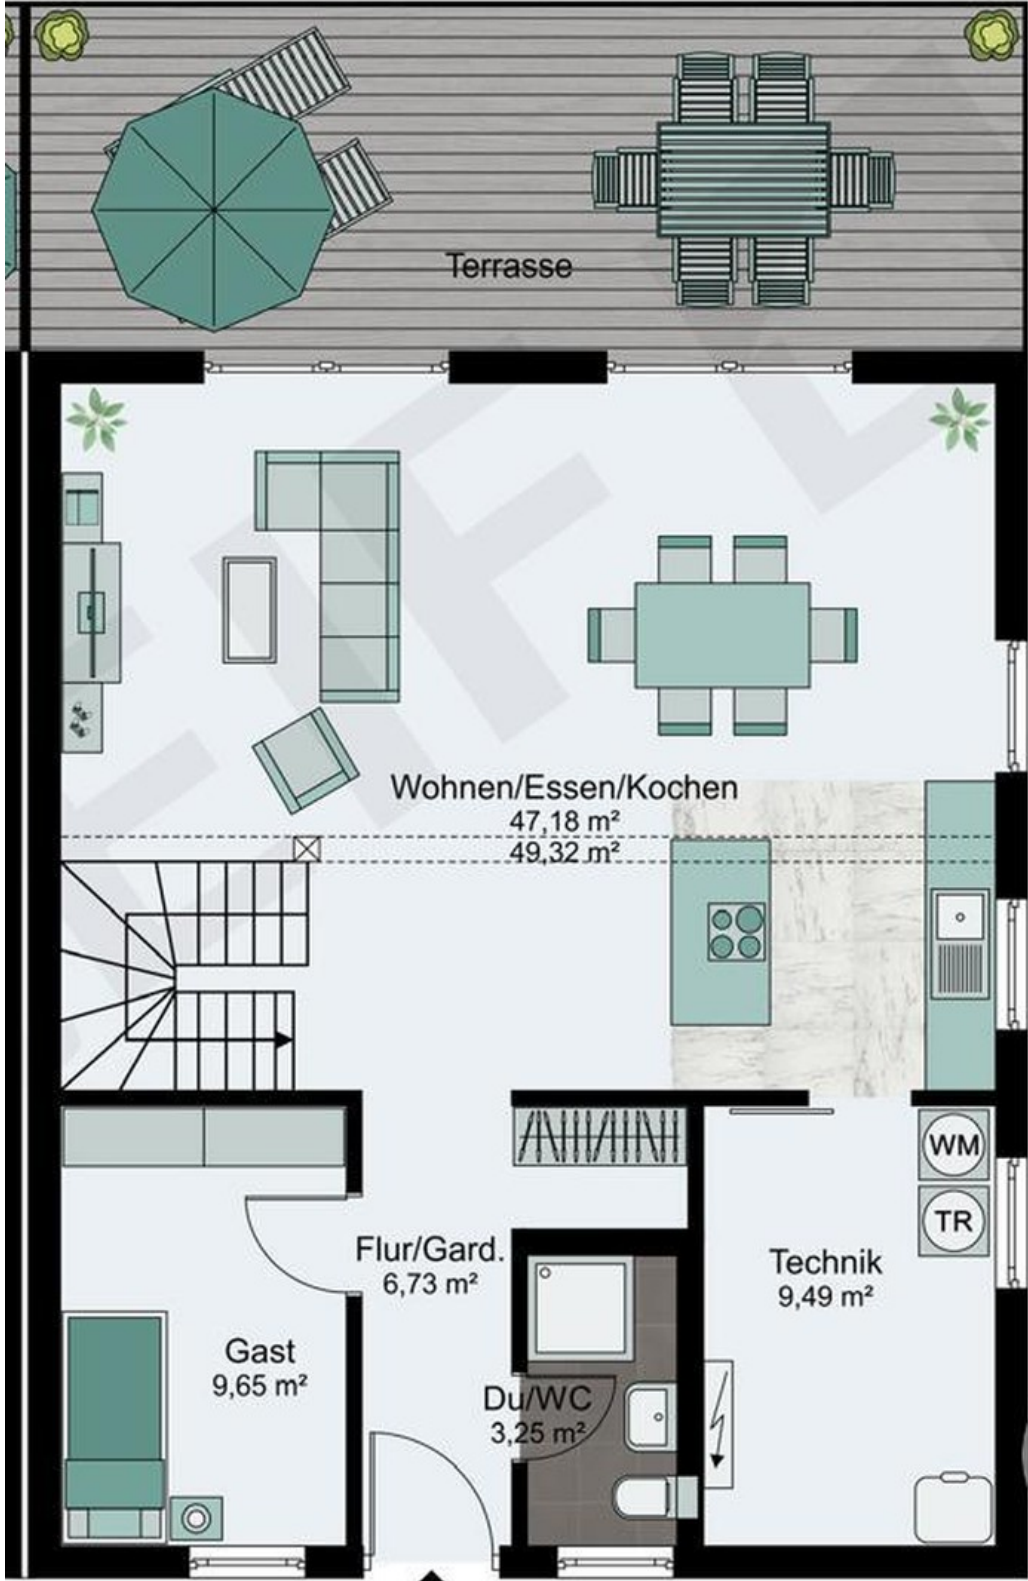 Terrasse
Wohnen/Essen/Kochen
47,18 m²
49,32 m²
WM
TR
Flur/Gard.
6,73 m²
Technik
9,49 m²
Gast
9,65 m²
Du/WC
3,25 m²